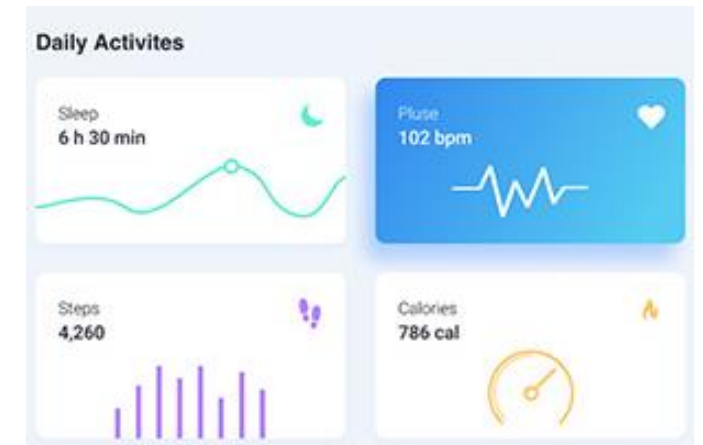 Daily Activites
Sleep
6 h 30 min
Pluse
102 bpm
Steps
4,260
Calories
786 cal